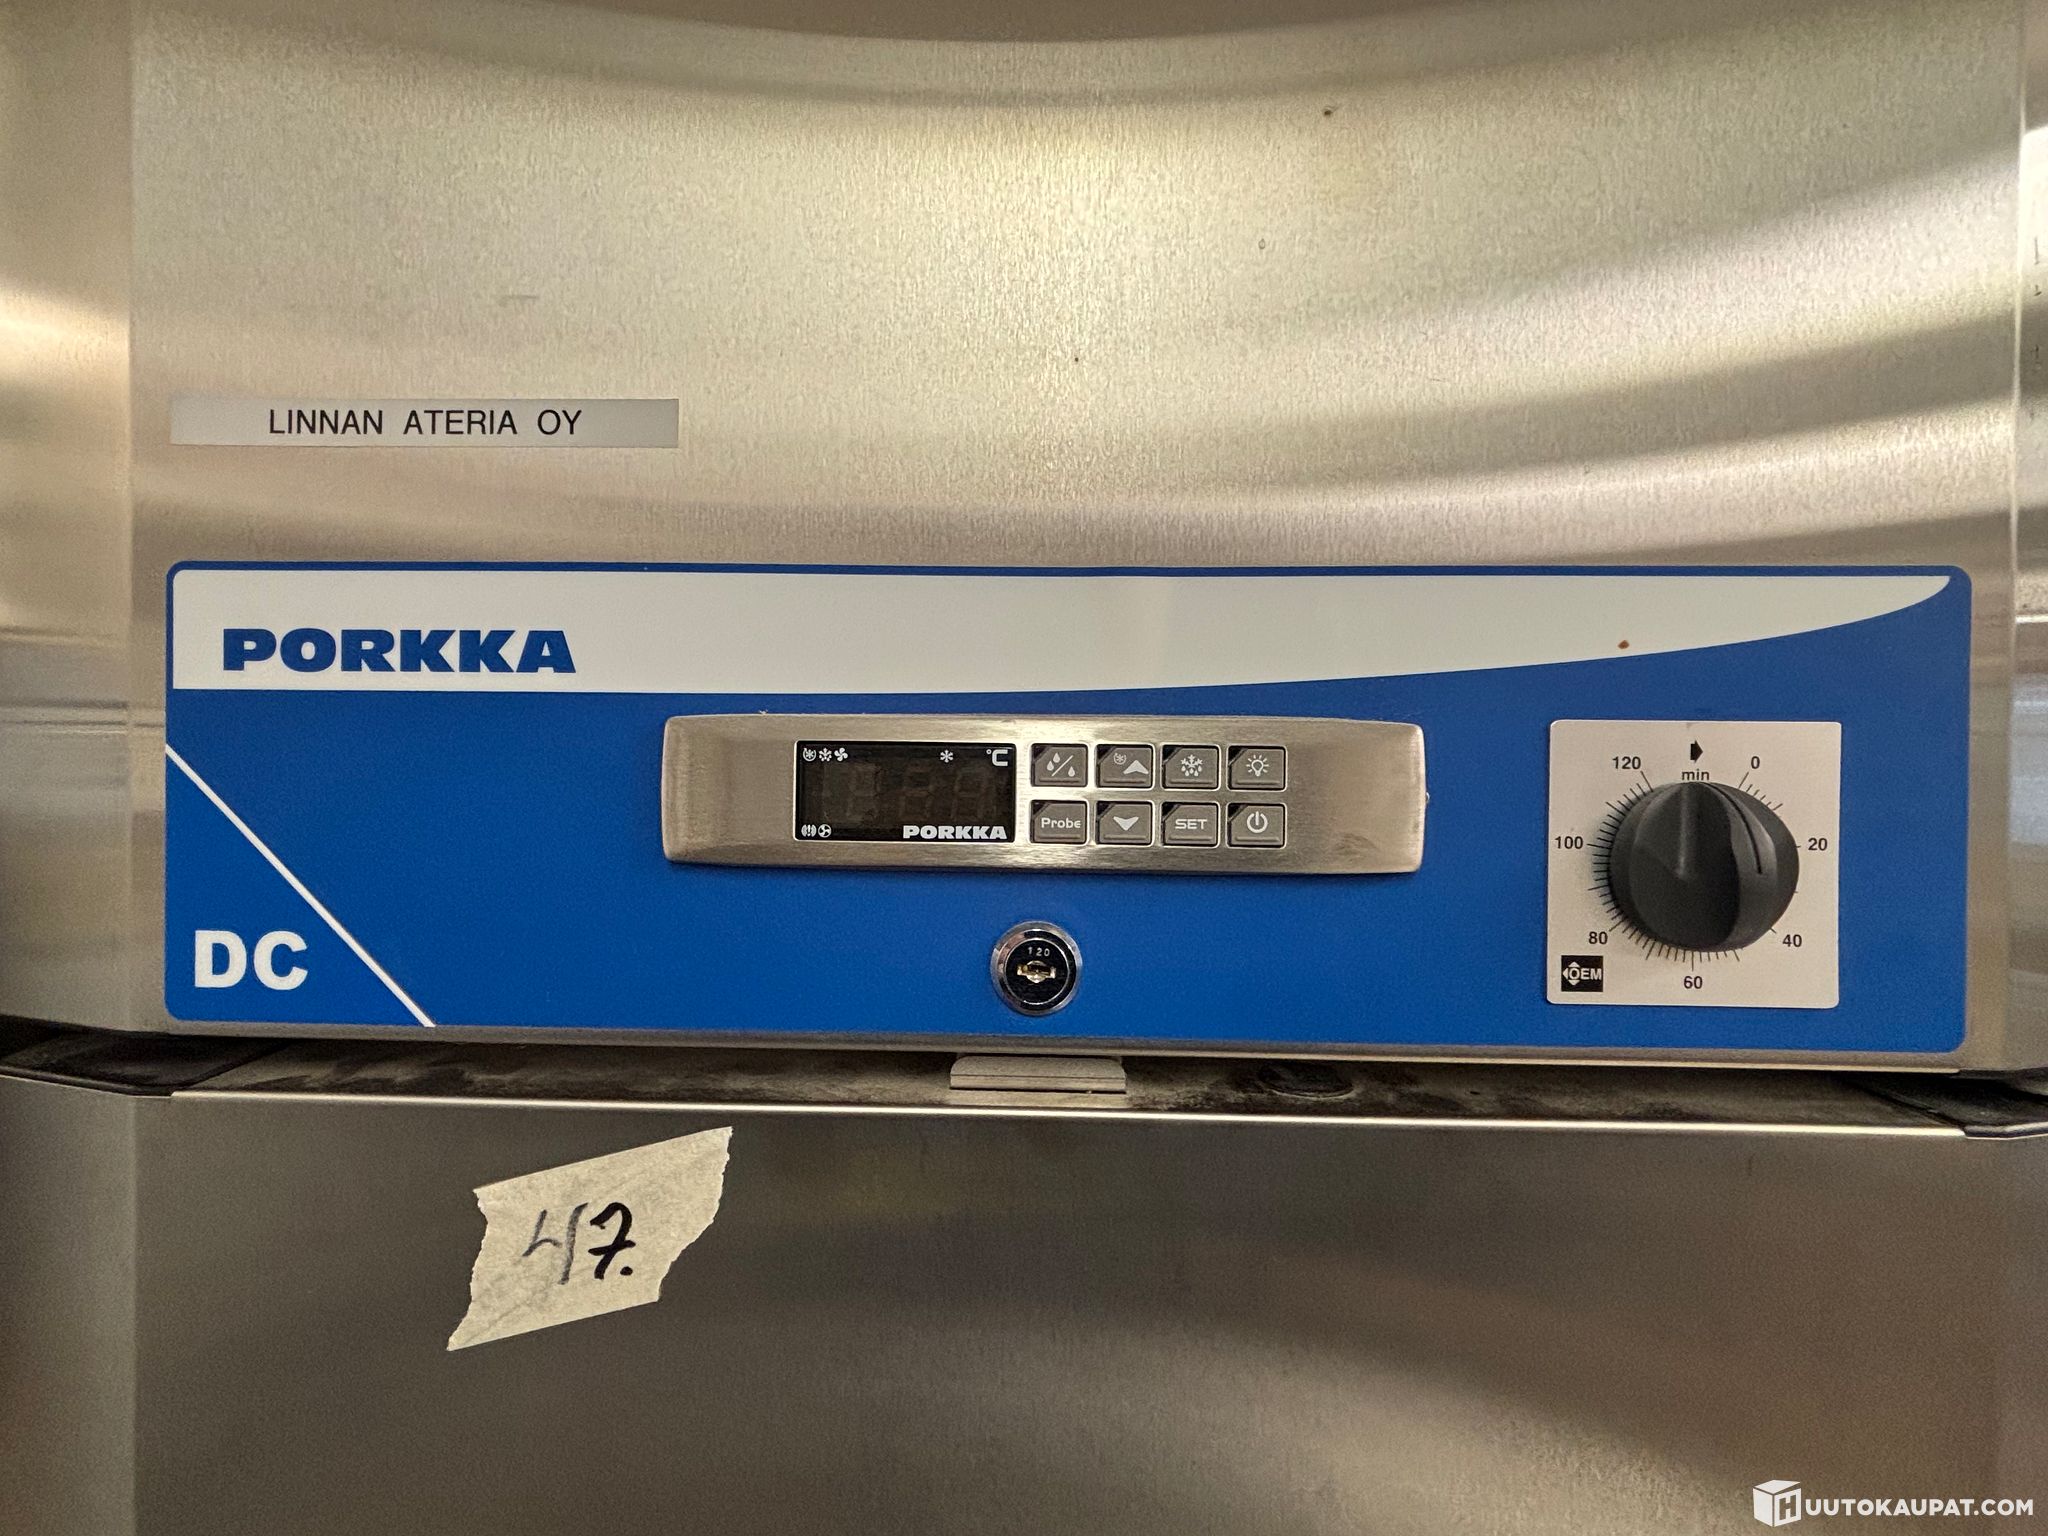 LINNAN ATERIA OY
PORKKA
°C
PORKKA
Probe
SET
DC
120
min
120
0
20
40
60
80
100
OEM
47.
HUUTOKAUPAT.COM